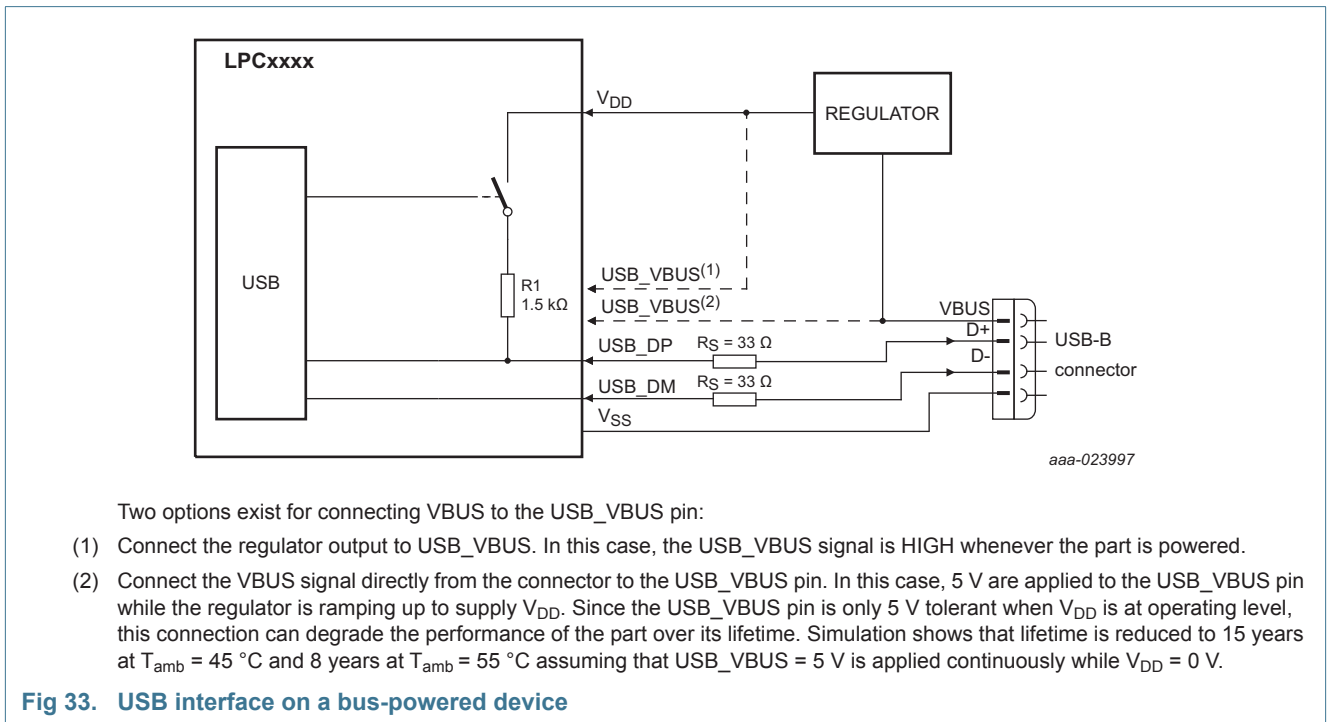 LPCxxxx
VDD
REGULATOR
USB
R1
1.5 kΩ
USB_VBUS(1)
USB_VBUS(2)
VBUS
D+
USB-B
USB_DP
RS = 33 Ω
D-
connector
USB_DM
RS = 33 Ω
VSS
aaa-023997
Two options exist for connecting VBUS to the USB_VBUS pin:
(1) Connect the regulator output to USB_VBUS. In this case, the USB_VBUS signal is HIGH whenever the part is powered.
(2) Connect the VBUS signal directly from the connector to the USB_VBUS pin. In this case, 5 V are applied to the USB_VBUS pin
while the regulator is ramping up to supply VDD. Since the USB_VBUS pin is only 5 V tolerant when VDD is at operating level,
this connection can degrade the performance of the part over its lifetime. Simulation shows that lifetime is reduced to 15 years
at Tamb = 45 °C and 8 years at Tamb = 55 °C assuming that USB_VBUS = 5 V is applied continuously while VDD = 0 V.
Fig 33. USB interface on a bus-powered device